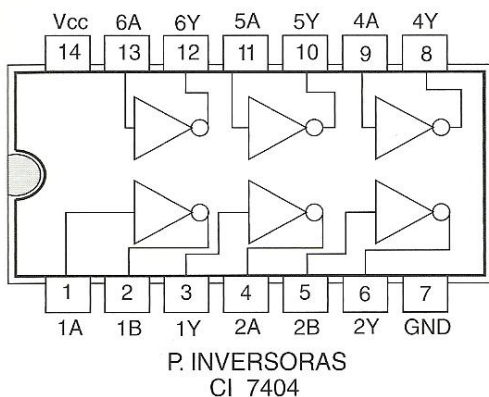 Vcc 6A 6Y 5A 5Y 4A 4Y
14 13 12 11 10 9 8
1 2 3 4 5 6 7
1A 1B 1Y 2A 2B 2Y GND
P. INVERSORAS
CI 7404